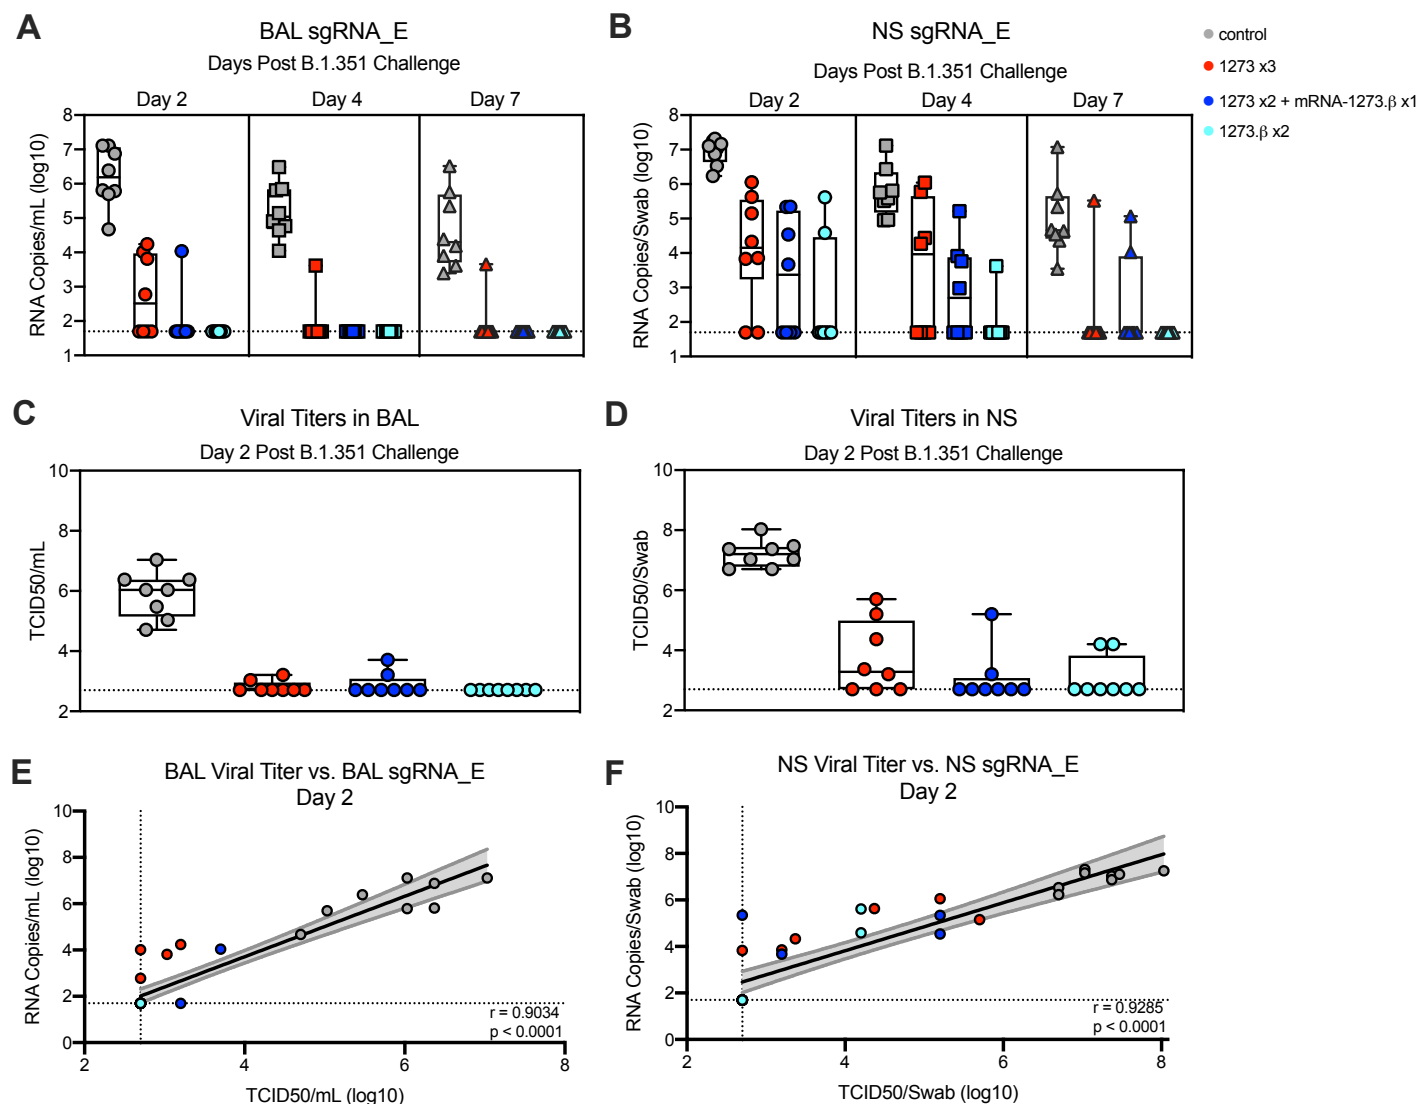 A
BAL sgRNA_E
Days Post B.1.351 Challenge
Day 2
Day 4
Day 7
RNA Copies/mL (log10)
8
7
6
5
4
3
2
1
B
NS sgRNA_E
Days Post B.1.351 Challenge
Day 2
Day 4
Day 7
RNA Copies/Swab (log10)
8
7
6
5
4
3
2
1
control
1273 x3
1273 x2 + mRNA-1273.β x1
1273.β x2
C
Viral Titers in BAL
Day 2 Post B.1.351 Challenge
TCID50/mL
10
8
6
4
2
D
Viral Titers in NS
Day 2 Post B.1.351 Challenge
TCID50/Swab
10
8
6
4
2
E
BAL Viral Titer vs. BAL sgRNA_E
Day 2
RNA Copies/mL (log10)
10
8
6
4
2
0
r = 0.9034
p < 0.0001
2
4
6
8
TCID50/mL (log10)
F
NS Viral Titer vs. NS sgRNA_E
Day 2
RNA Copies/Swab (log10)
10
8
6
4
2
0
r = 0.9285
p < 0.0001
2
4
6
8
TCID50/Swab (log10)